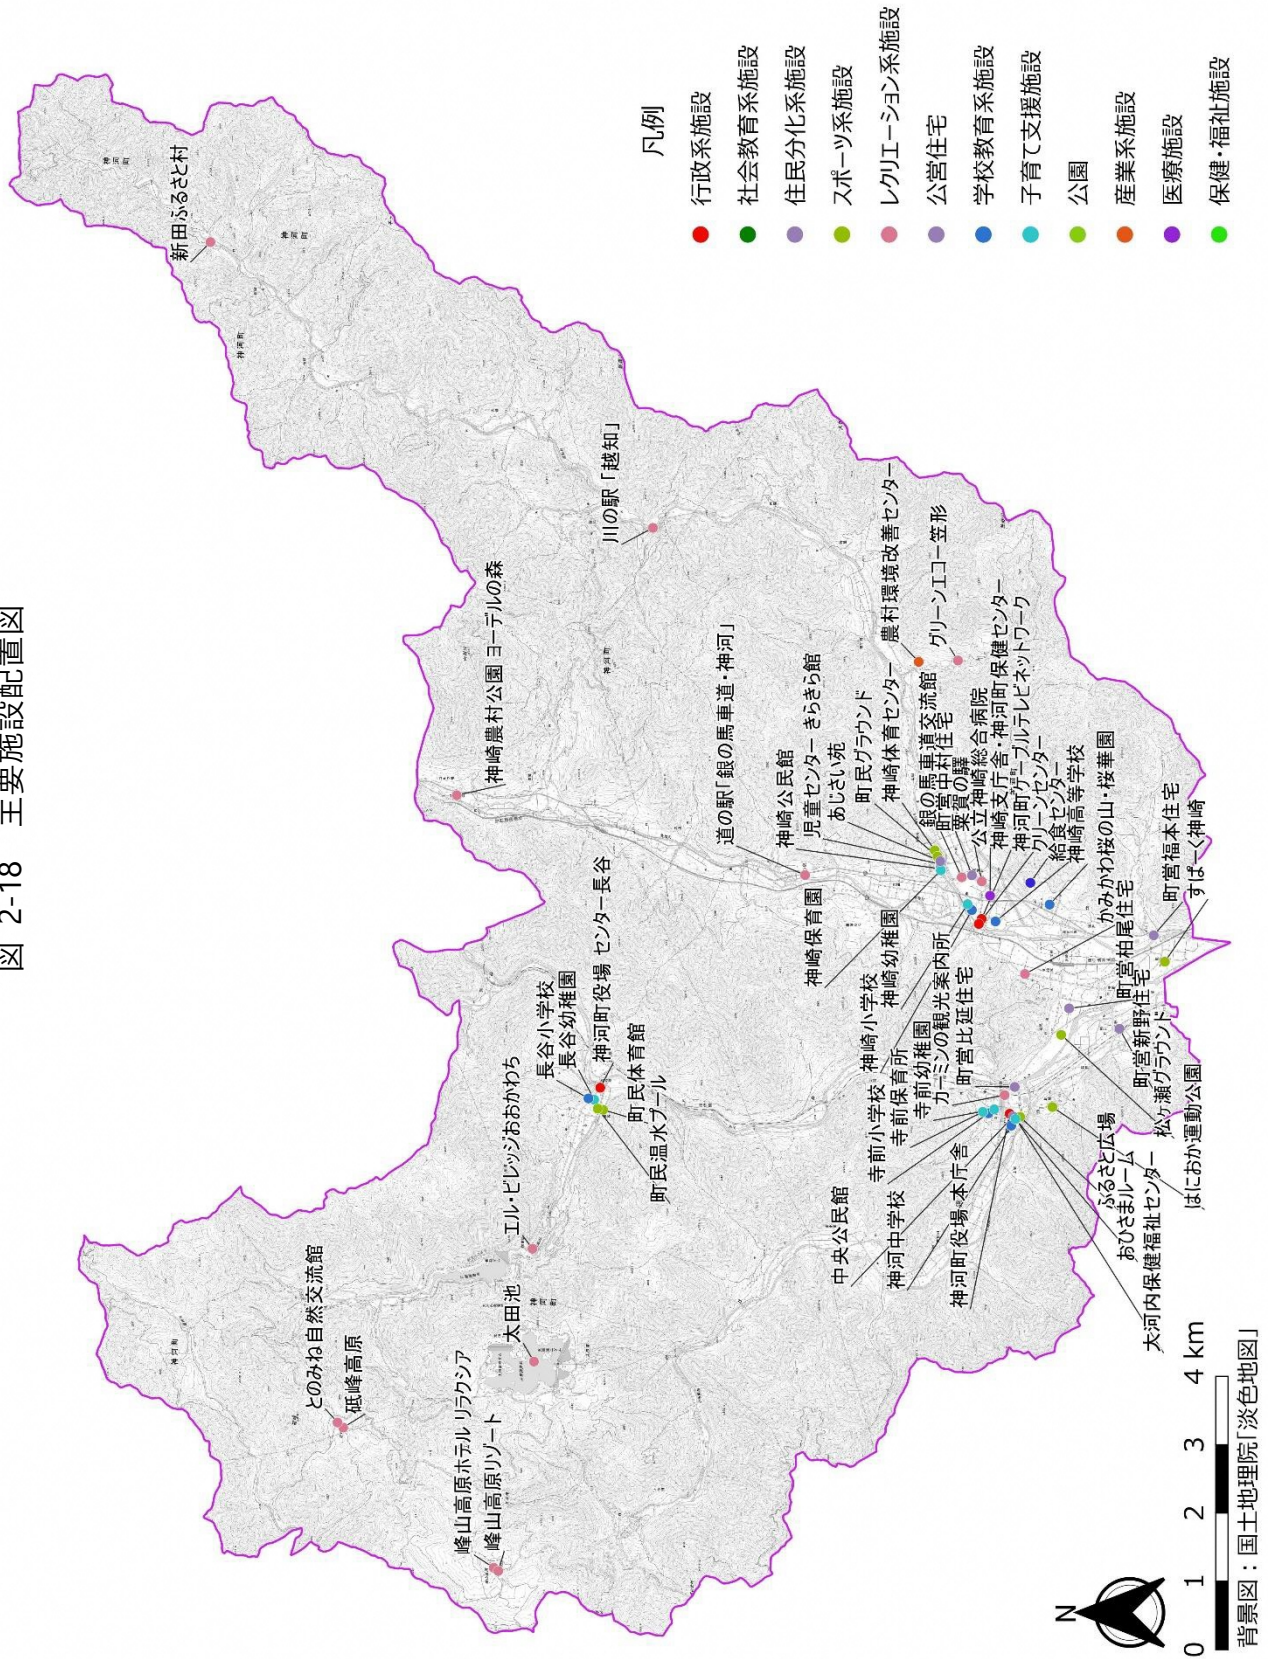 図 2-18 主要施設配置図
新田ふるさと村
川の駅「越知」
神崎農村公園 ヨーデルの森
農村環境改善センター
グリーンエコー笠形
道の駅「銀の馬車道・神河」
神崎公民館
児童センター きらきら館
あじさい苑
町民グラウンド
神崎体育センター
銀の馬車道交流館
町営中村住宅
粟賀の驛
公立神崎総合病院
神崎支庁舎・神河町保健センター
神河町ケーブルテレビネットワーク
グリーンセンター
給食センター
神崎高等学校
かみかわ桜の山・桜華園
町営柏尾住宅
町営福本住宅
すぱーく神崎
神崎保育園
神崎幼稚園
神崎小学校
カーミンの観光案内所
町営比延住宅
寺前幼稚園
寺前保育所
寺前小学校
長谷小学校
長谷幼稚園
神河町役場 センター長谷
町民体育館
町民温水プール
エル・ビレッジおおかわち
太田池
とのみね自然交流館
砥峰高原
峰山高原ホテル リラクシア
峰山高原リゾート
中央公民館
神河中学校
神河町役場 本庁舎
町営新野住宅
松ヶ瀬グラウンド
はにおか運動公園
ふるさと広場
おひさまルーム
大河内保健福祉センター
神河町
神河町
神河町
神河町
神河町
神河町
凡例
行政系施設
社会教育系施設
住民分化系施設
スポーツ系施設
レクリエーション系施設
公営住宅
学校教育系施設
子育て支援施設
公園
産業系施設
医療施設
保健・福祉施設
N
0 1 2 3 4 km
背景図：国土地理院「淡色地図」